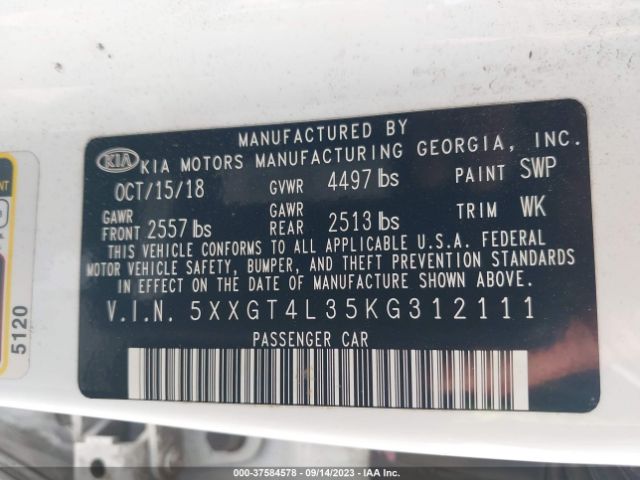 MANUFACTURED BY
KIA KIA MOTORS MANUFACTURING GEORGIA, INC.
OCT/15/18 GVWR 4497 lbs PAINT SWP
GAWR FRONT 2557 lbs GAWR REAR 2513 lbs TRIM WK
THIS VEHICLE CONFORMS TO ALL APPLICABLE U.S.A. FEDERAL
MOTOR VEHICLE SAFETY, BUMPER, AND THEFT PREVENTION STANDARDS
IN EFFECT ON THE DATE OF MANUFACTURE SHOWN ABOVE.
V.I.N. 5XXGT4L35KG312111
PASSENGER CAR
5120
000-37584578 - 09/14/2023 - IAA Inc.